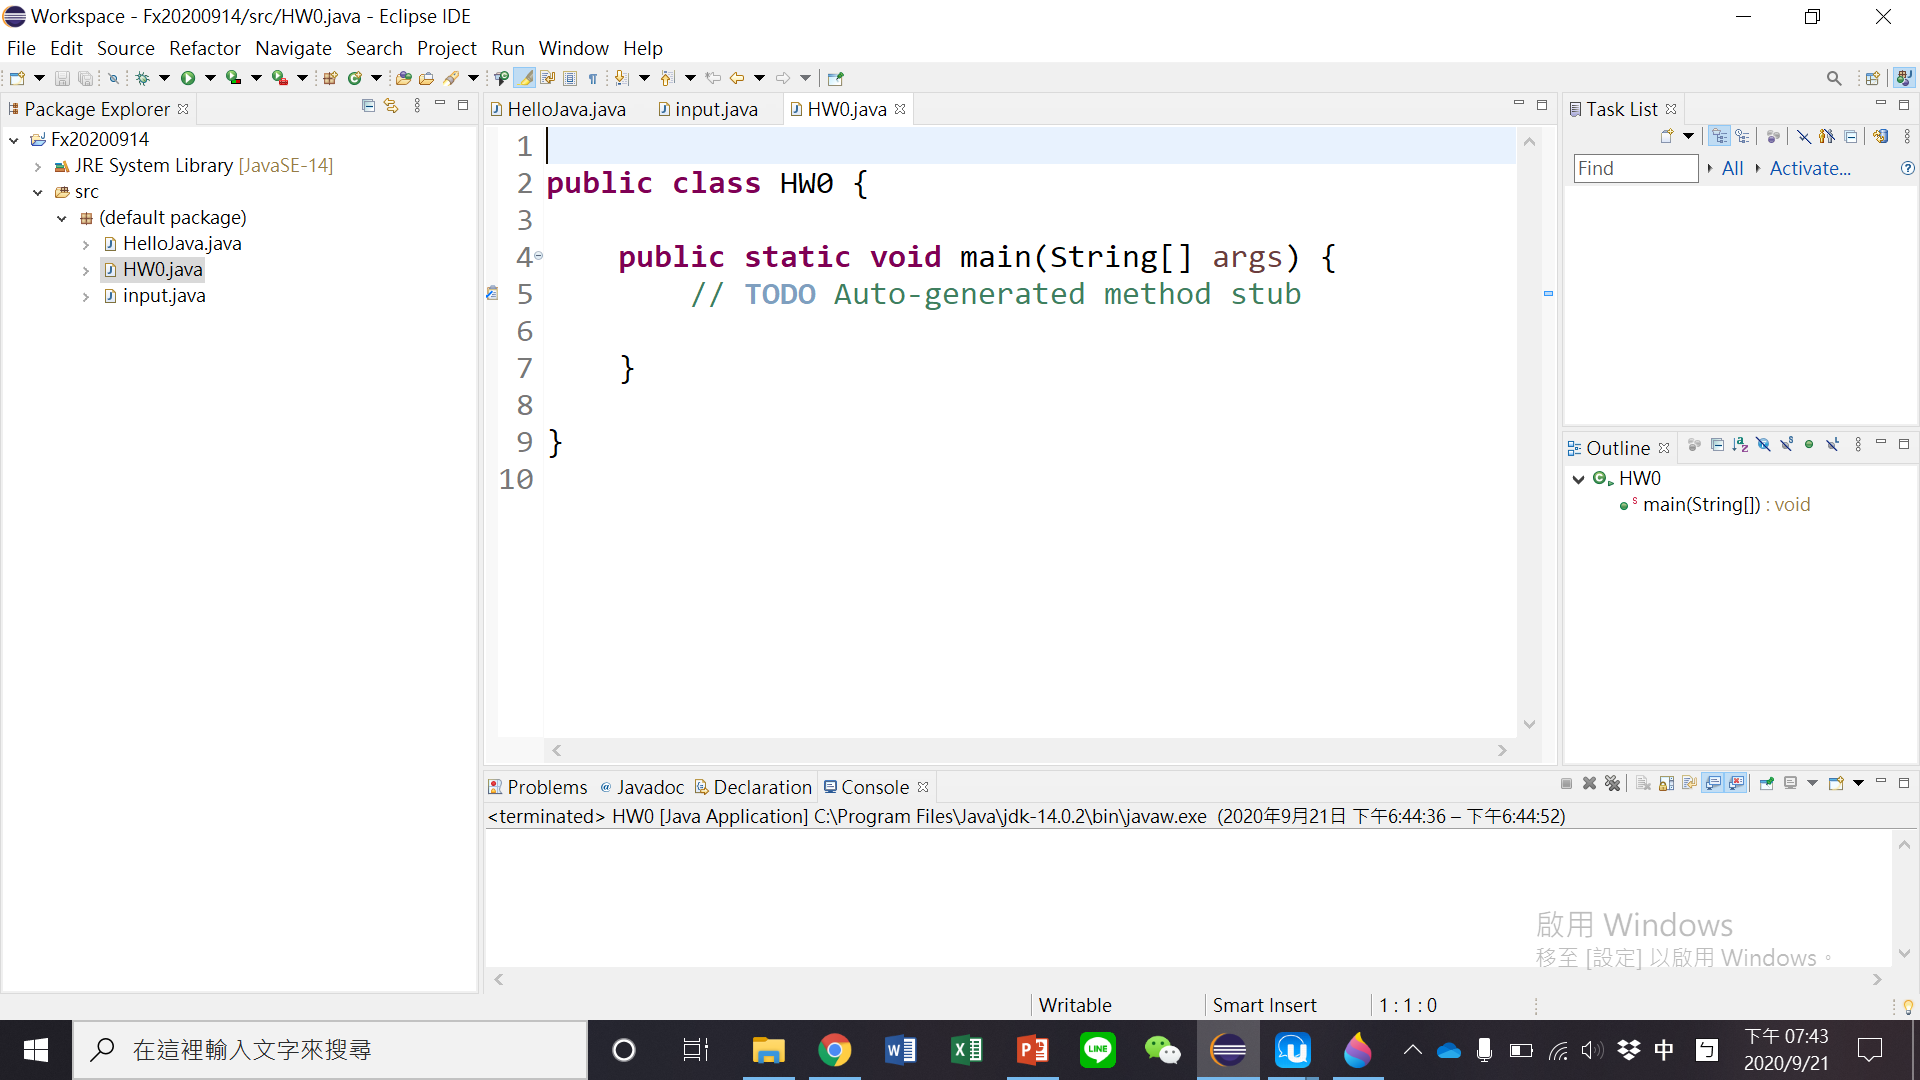 Workspace - Fx20200914/src/HW0.java - Eclipse IDE
File Edit Source Refactor Navigate Search Project Run Window Help
Package Explorer
Fx20200914
JRE System Library [JavaSE-14]
src
(default package)
HelloJava.java
HW0.java
input.java
HelloJava.java input.java HW0.java
1
2 public class HW0 {
3
4 public static void main(String[] args) {
5 // TODO Auto-generated method stub
6
7 }
8
9 }
10
Task List
Find All Activate...
Outline
HW0
main(String[]) : void
Problems Javadoc Declaration Console
<terminated> HW0 [Java Application] C:\Program Files\Java\jdk-14.0.2\bin\javaw.exe (2020年9月21日 下午6:44:36 – 下午6:44:52)
啟用 Windows
移至 [設定] 以啟用 Windows。
Writable Smart Insert 1 : 1 : 0
在這裡輸入文字來搜尋
中
下午 07:43
2020/9/21